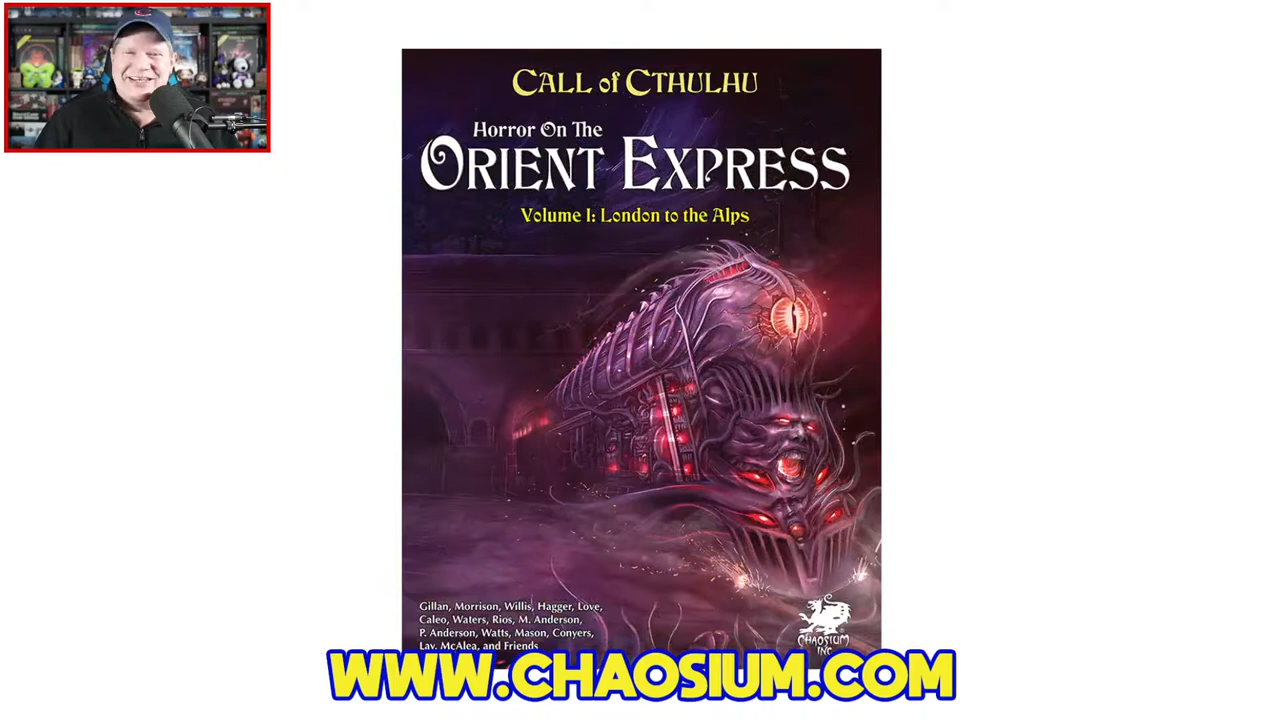 CALL of CTHULHU
Horror On The
ORIENT EXPRESS
Volume I: London to the Alps
Gillan, Morrison, Willis, Hagger, Love,
Caleo, Waters, Rios, M. Anderson,
P. Anderson, Watts, Mason, Conyers,
Lay, McAlea, and Friends
CHAOSIUM
INC
WWW.CHAOSIUM.COM